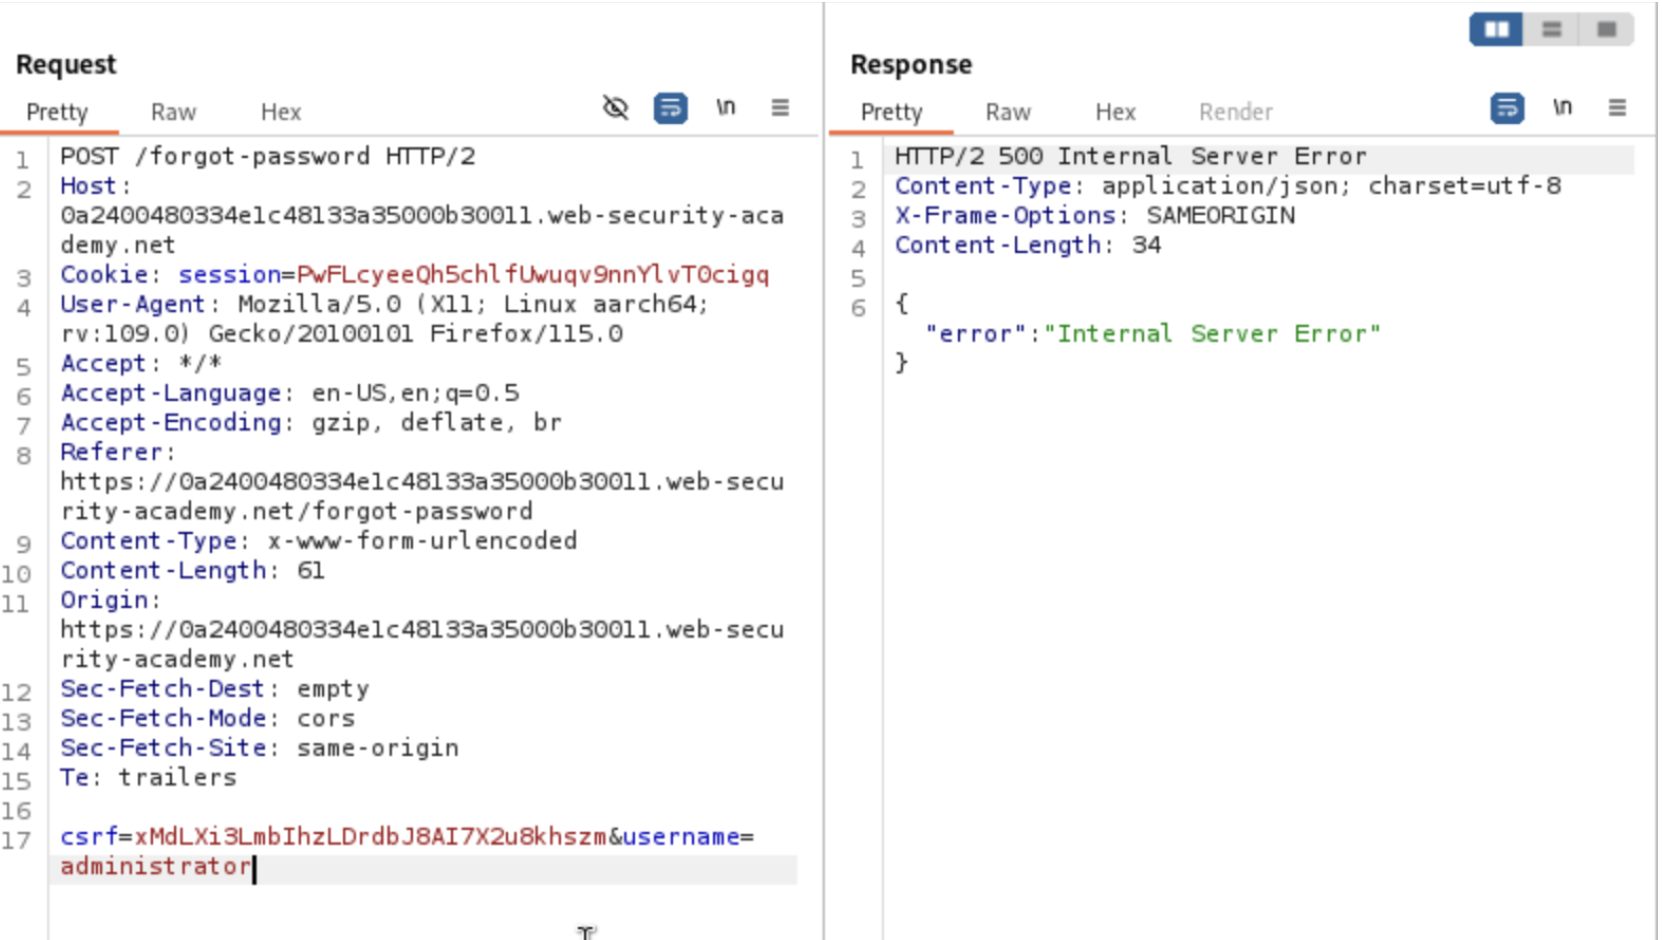 Request
Pretty Raw Hex \n
1 POST /forgot-password HTTP/2
2 Host:
0a2400480334e1c48133a35000b30011.web-security-aca
demy.net
3 Cookie: session=PwFLcyeeQh5chlfUwuqv9nnYlvT0cigq
4 User-Agent: Mozilla/5.0 (X11; Linux aarch64;
rv:109.0) Gecko/20100101 Firefox/115.0
5 Accept: */*
6 Accept-Language: en-US,en;q=0.5
7 Accept-Encoding: gzip, deflate, br
8 Referer:
https://0a2400480334e1c48133a35000b30011.web-secu
rity-academy.net/forgot-password
9 Content-Type: x-www-form-urlencoded
10 Content-Length: 61
11 Origin:
https://0a2400480334e1c48133a35000b30011.web-secu
rity-academy.net
12 Sec-Fetch-Dest: empty
13 Sec-Fetch-Mode: cors
14 Sec-Fetch-Site: same-origin
15 Te: trailers
16
17 csrf=xMdLXi3LmbIhzLDrdbJ8AI7X2u8khszm&username=
administrator
Response
Pretty Raw Hex Render \n
1 HTTP/2 500 Internal Server Error
2 Content-Type: application/json; charset=utf-8
3 X-Frame-Options: SAMEORIGIN
4 Content-Length: 34
5
6 {
"error":"Internal Server Error"
}